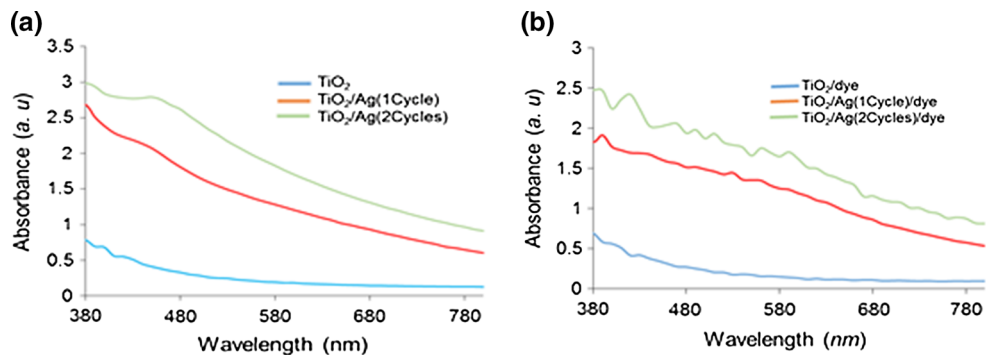 (a)
3.5
3
2.5
2
1.5
1
0.5
0
380
480
580
680
780
Absorbance (a. u)
Wavelength (nm)
TiO2
TiO2/Ag(1Cycle)
TiO2/Ag(2Cycles)
(b)
3
2.5
2
1.5
1
0.5
0
380
480
580
680
780
Absorbance (a. u)
Wavelength (nm)
TiO2/dye
TiO2/Ag(1Cycle)/dye
TiO2/Ag(2Cycles)/dye